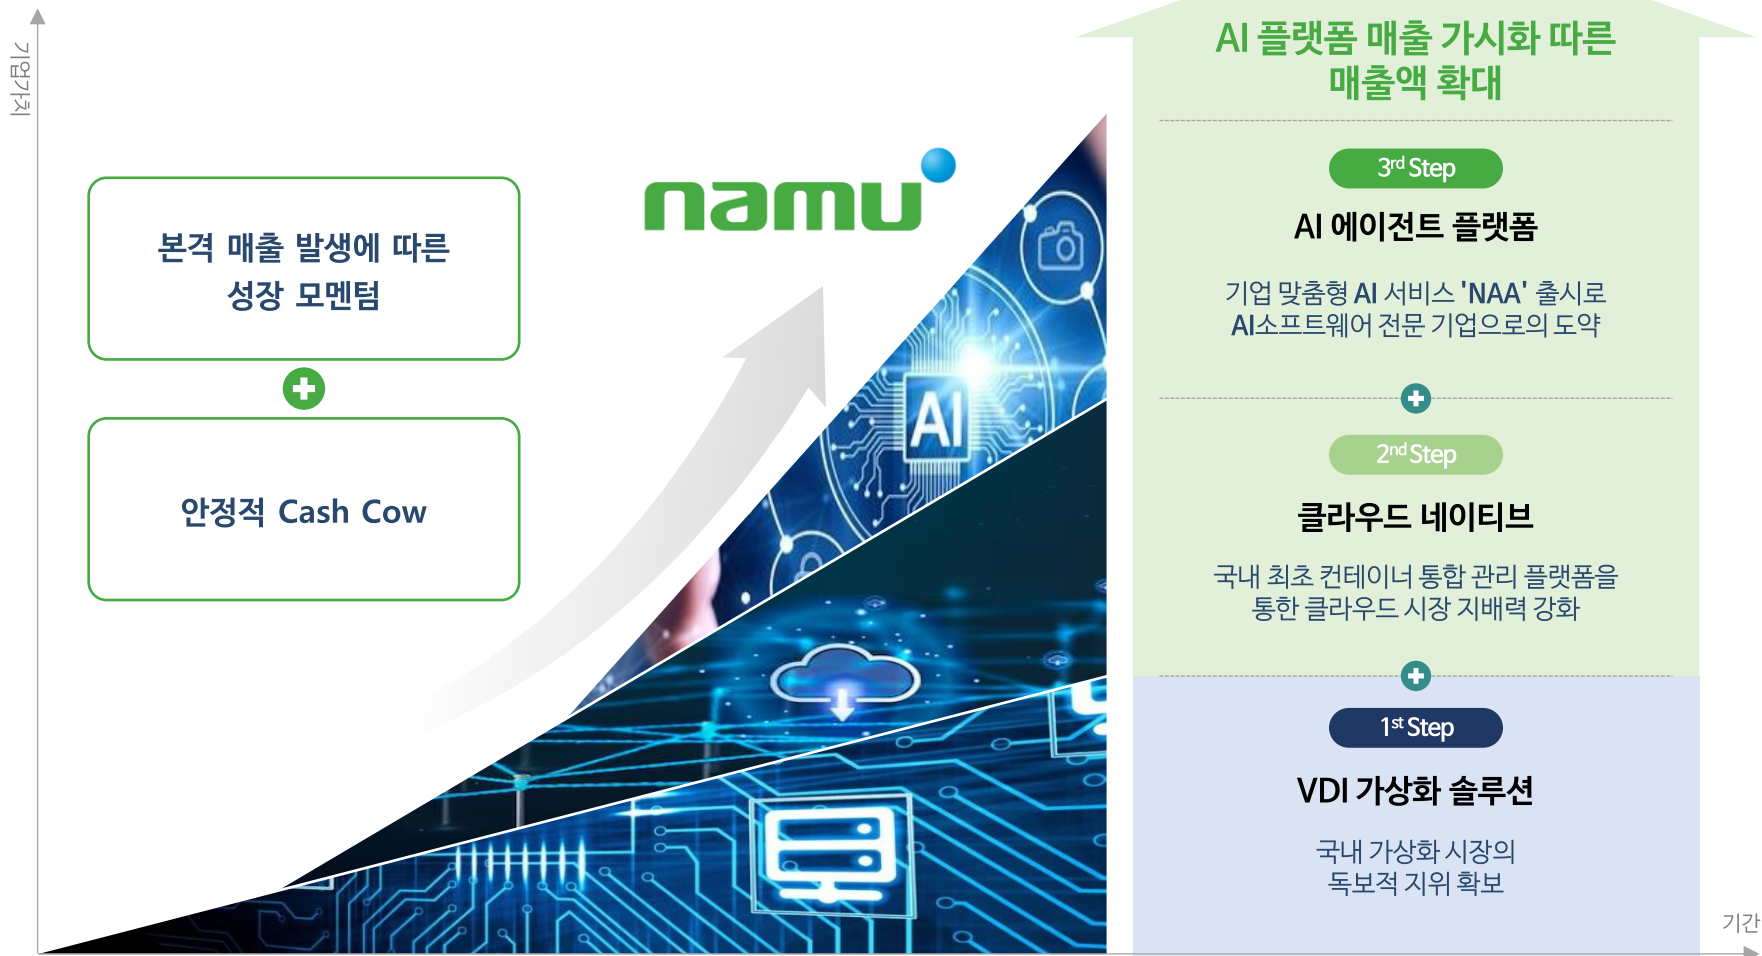 기업가치
본격 매출 발생에 따른
성장 모멘텀
안정적 Cash Cow
namu
AI
AI 플랫폼 매출 가시화 따른
매출액 확대
3rd Step
AI 에이전트 플랫폼
기업 맞춤형 AI 서비스 'NAA' 출시로
AI소프트웨어 전문 기업으로의 도약
2nd Step
클라우드 네이티브
국내 최초 컨테이너 통합 관리 플랫폼을
통한 클라우드 시장 지배력 강화
1st Step
VDI 가상화 솔루션
국내 가상화 시장의
독보적 지위 확보
기간